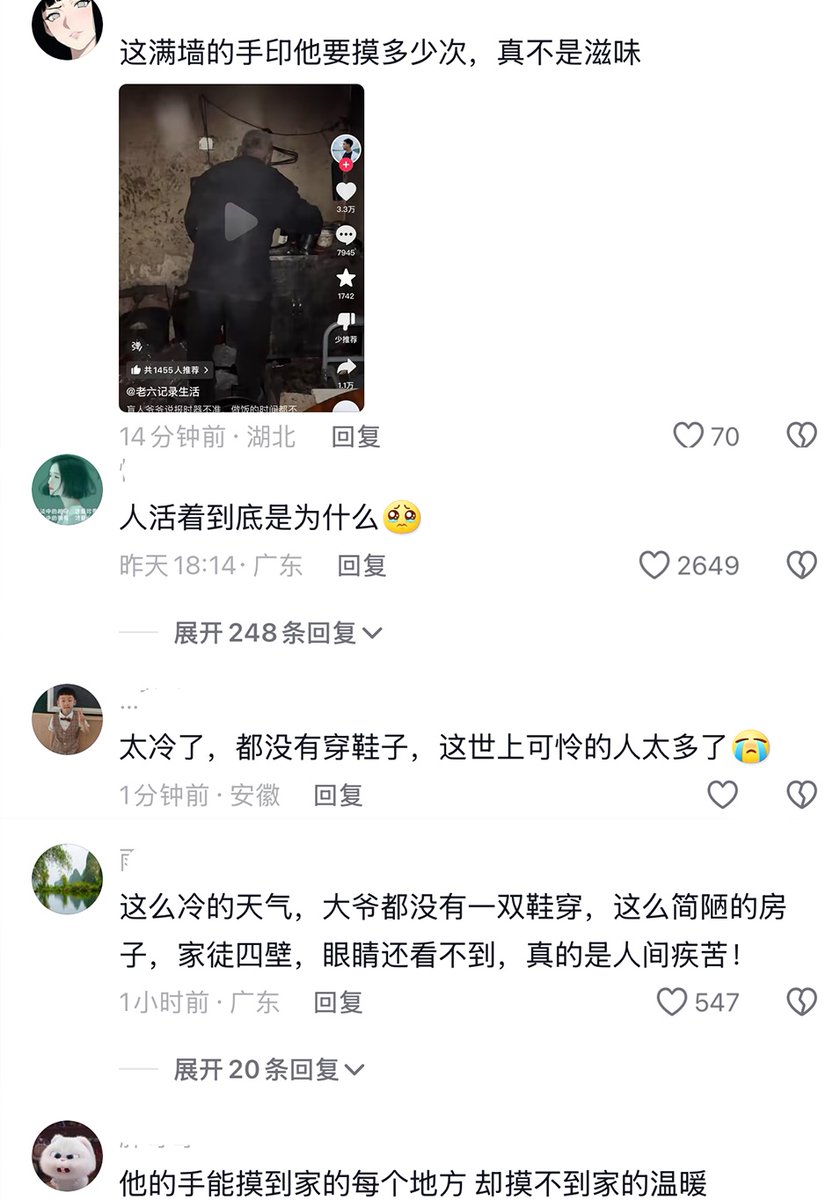 这满墙的手印他要摸多少次，真不是滋味
3.3万
7945
1742
少推荐
共1455人推荐 >
1.1万
@老六记录生活
盲人爷爷说报时器不准，做饭的时间都不
14分钟前 · 湖北 回复 70
人活着到底是为什么🥺
昨天 18:14 · 广东 回复 2649
展开 248 条回复
...
太冷了，都没有穿鞋子，这世上可怜的人太多了😭
1分钟前 · 安徽 回复
这么冷的天气，大爷都没有一双鞋穿，这么简陋的房
子，家徒四壁，眼睛还看不到，真的是人间疾苦！
1小时前 · 广东 回复 547
展开 20 条回复
他的手能摸到家的每个地方 却摸不到家的温暖